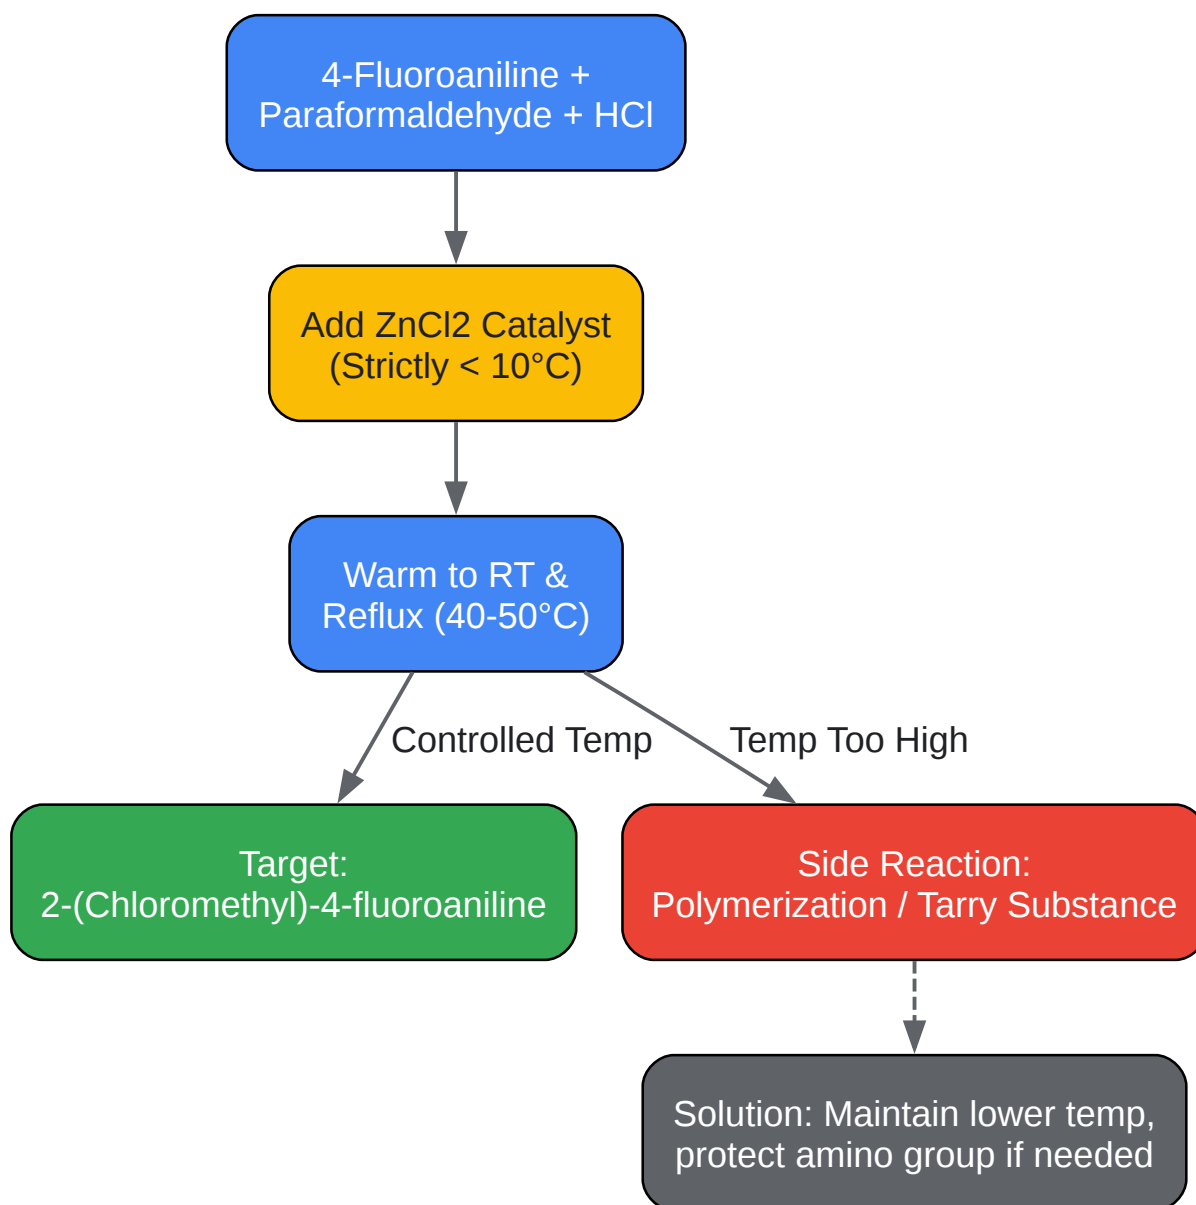 4-Fluoroaniline +
Paraformaldehyde + HCl
Add ZnCl2 Catalyst
(Strictly < 10°C)
Warm to RT &
Reflux (40-50°C)
Controlled Temp
Temp Too High
Target:
2-(Chloromethyl)-4-fluoroaniline
Side Reaction:
Polymerization / Tarry Substance
Solution: Maintain lower temp,
protect amino group if needed